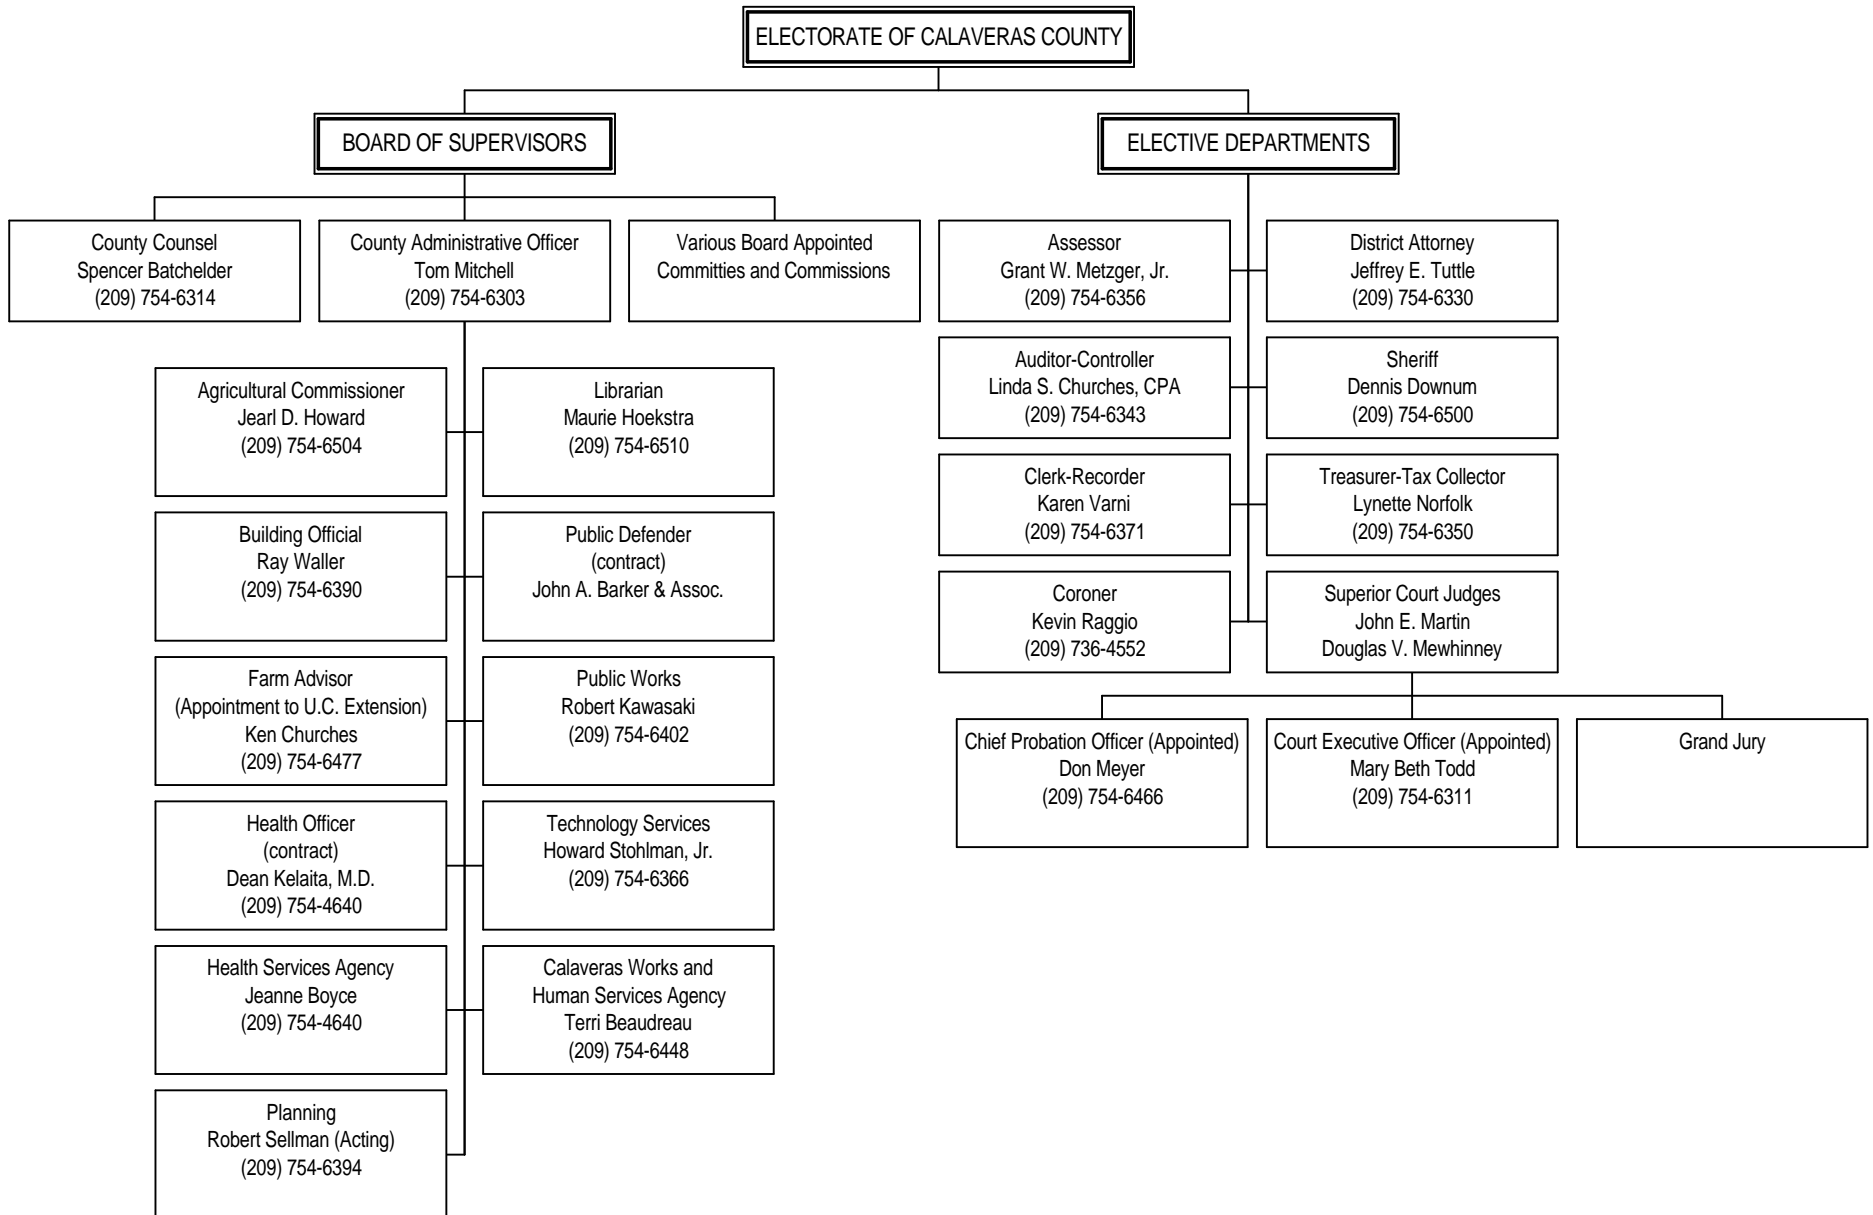 ELECTORATE OF CALAVERAS COUNTY
BOARD OF SUPERVISORS
ELECTIVE DEPARTMENTS
County Counsel
Spencer Batchelder
(209) 754-6314
County Administrative Officer
Tom Mitchell
(209) 754-6303
Various Board Appointed
Committies and Commissions
Agricultural Commissioner
Jearl D. Howard
(209) 754-6504
Librarian
Maurie Hoekstra
(209) 754-6510
Building Official
Ray Waller
(209) 754-6390
Public Defender
(contract)
John A. Barker & Assoc.
Farm Advisor
(Appointment to U.C. Extension)
Ken Churches
(209) 754-6477
Public Works
Robert Kawasaki
(209) 754-6402
Health Officer
(contract)
Dean Kelaita, M.D.
(209) 754-4640
Technology Services
Howard Stohlman, Jr.
(209) 754-6366
Health Services Agency
Jeanne Boyce
(209) 754-4640
Calaveras Works and
Human Services Agency
Terri Beaudreau
(209) 754-6448
Planning
Robert Sellman (Acting)
(209) 754-6394
Assessor
Grant W. Metzger, Jr.
(209) 754-6356
District Attorney
Jeffrey E. Tuttle
(209) 754-6330
Auditor-Controller
Linda S. Churches, CPA
(209) 754-6343
Sheriff
Dennis Downum
(209) 754-6500
Clerk-Recorder
Karen Varni
(209) 754-6371
Treasurer-Tax Collector
Lynette Norfolk
(209) 754-6350
Coroner
Kevin Raggio
(209) 736-4552
Superior Court Judges
John E. Martin
Douglas V. Mewhinney
Chief Probation Officer (Appointed)
Don Meyer
(209) 754-6466
Court Executive Officer (Appointed)
Mary Beth Todd
(209) 754-6311
Grand Jury